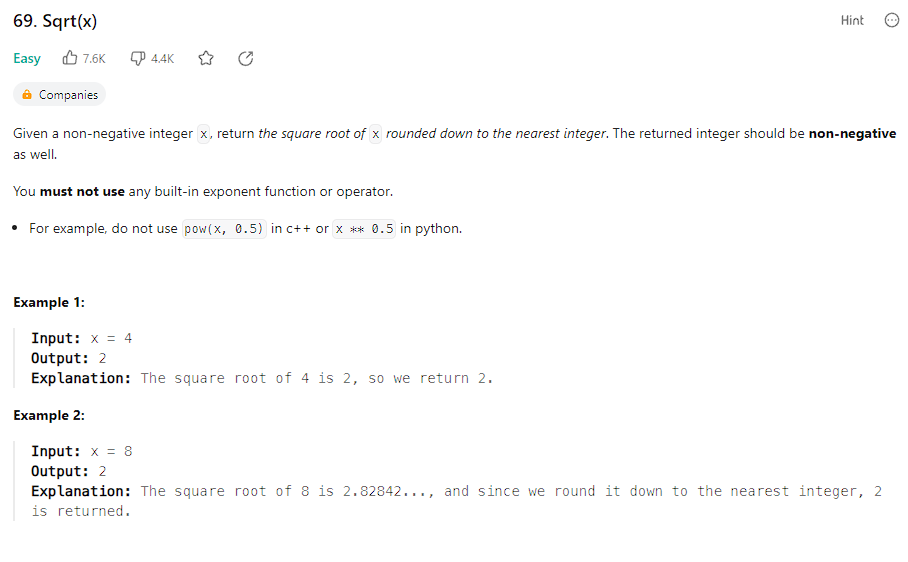 69. Sqrt(x) Hint
Easy 7.6K 4.4K
Companies
Given a non-negative integer x, return the square root of x rounded down to the nearest integer. The returned integer should be non-negative
as well.
You must not use any built-in exponent function or operator.
• For example, do not use pow(x, 0.5) in c++ or x ** 0.5 in python.
Example 1:
Input: x = 4
Output: 2
Explanation: The square root of 4 is 2, so we return 2.
Example 2:
Input: x = 8
Output: 2
Explanation: The square root of 8 is 2.82842..., and since we round it down to the nearest integer, 2
is returned.